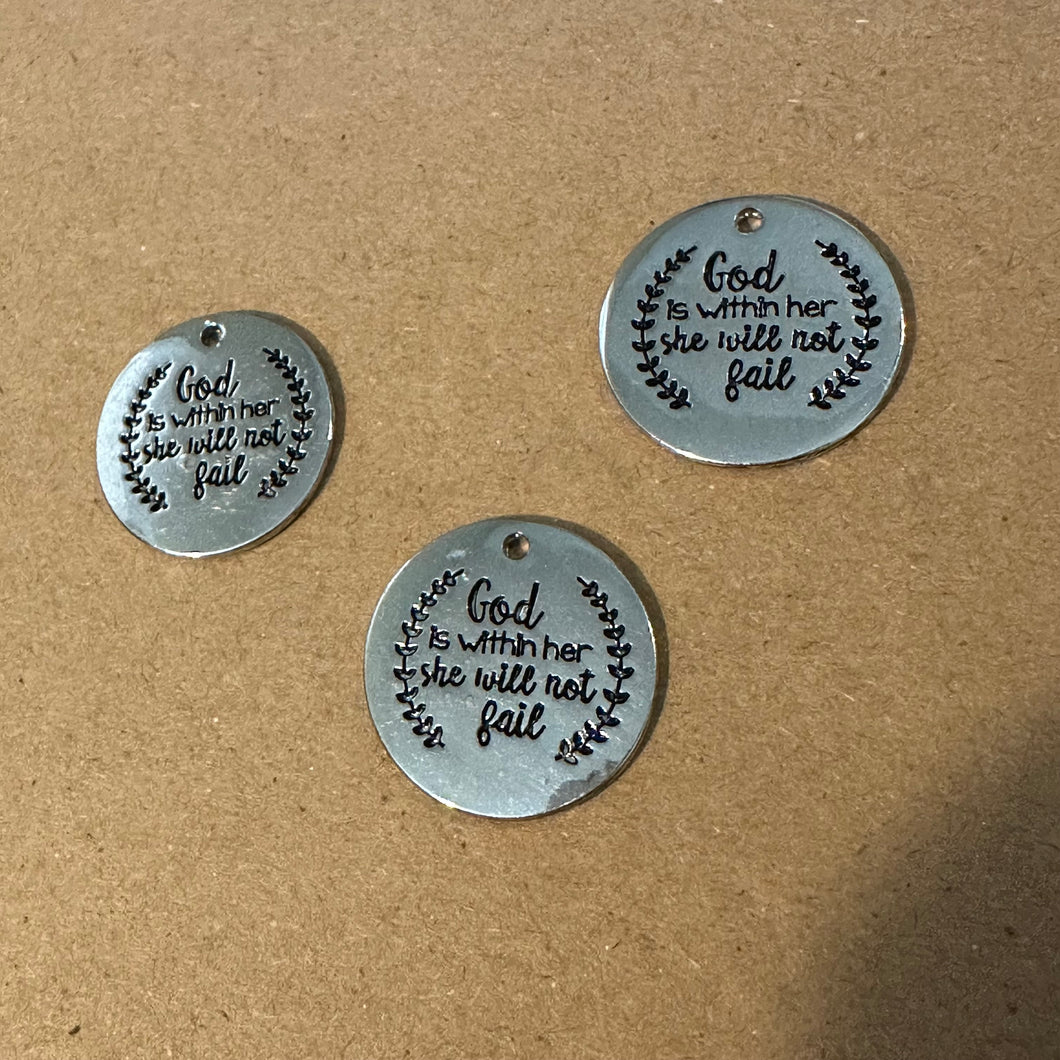 God
is within her
she will not
fail
God
is within her
she will not
fail
God
is within her
she will not
fail